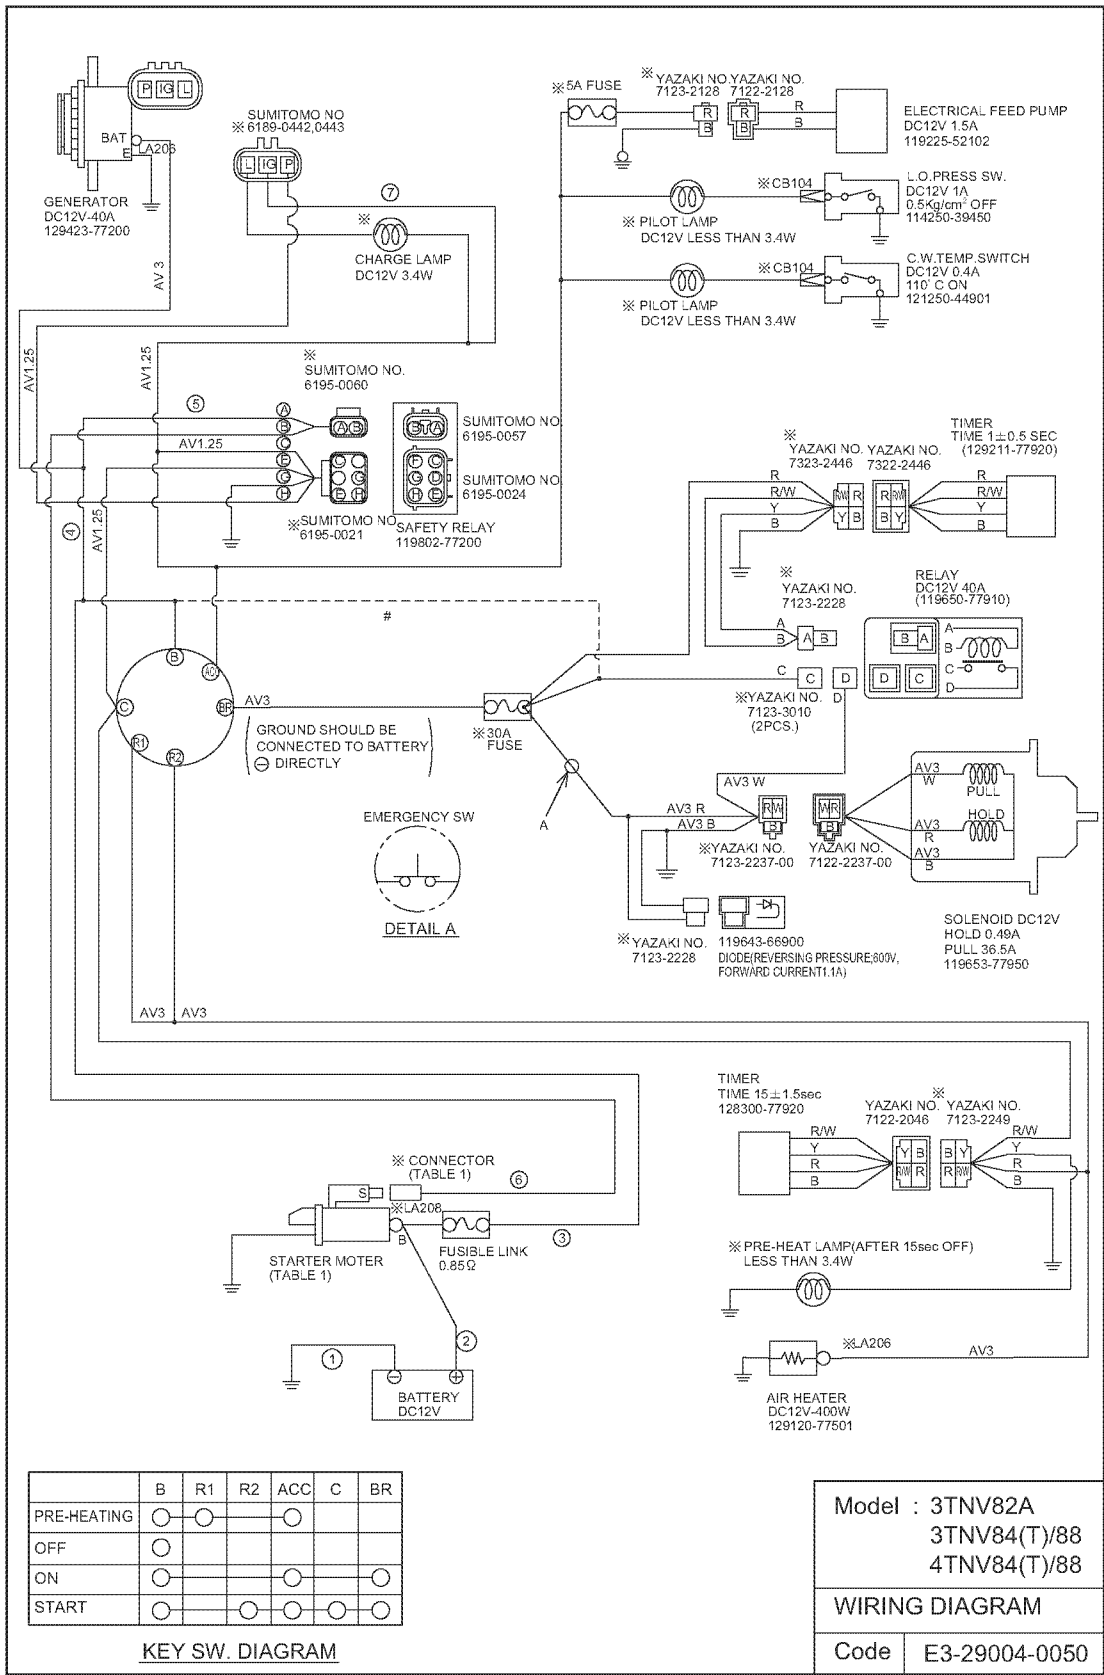 P IG L
BAT
E
LA206
GENERATOR
DC12V-40A
129423-77200
AV 3
SUMITOMO NO
※ 6189-0442,0443
L IG P
7
※
CHARGE LAMP
DC12V 3.4W
※ 5A FUSE
※ YAZAKI NO.
7123-2128
YAZAKI NO.
7122-2128
R
B
R
B
R
B
ELECTRICAL FEED PUMP
DC12V 1.5A
119225-52102
※ PILOT LAMP
DC12V LESS THAN 3.4W
※CB104
L.O.PRESS SW.
DC12V 1A
0.5Kg/cm² OFF
114250-39450
※ PILOT LAMP
DC12V LESS THAN 3.4W
※CB104
C.W.TEMP.SWITCH
DC12V 0.4A
110°C ON
121250-44901
AV1.25
AV1.25
※
SUMITOMO NO.
6195-0060
5
A
B
C
E
G
H
AV1.25
A B
B T A
SUMITOMO NO
6195-0057
SUMITOMO NO
6195-0024
※SUMITOMO NO
6195-0021
SAFETY RELAY
119802-77200
4
AV1.25
#
※
YAZAKI NO.
7323-2446
YAZAKI NO.
7322-2446
TIMER
TIME 1±0.5 SEC
(129211-77920)
R
R/W
Y
B
R/W R
Y B
R R/W
B Y
R
R/W
Y
B
※
YAZAKI NO.
7123-2228
A
B
A B
RELAY
DC12V 40A
(119650-77910)
B A
D C
A
B
C
D
C
C
D
D
※YAZAKI NO.
7123-3010
(2PCS.)
B
ACC
C
BR
R1
R2
AV3
GROUND SHOULD BE
CONNECTED TO BATTERY
⊖ DIRECTLY
※30A
FUSE
A
EMERGENCY SW
DETAIL A
AV3 W
AV3 R
AV3 B
R W
B
W R
B
※YAZAKI NO.
7123-2237-00
YAZAKI NO.
7122-2237-00
AV3
W
AV3
R
AV3
B
PULL
HOLD
SOLENOID DC12V
HOLD 0.49A
PULL 36.5A
119653-77950
※ YAZAKI NO.
7123-2228
119643-66900
DIODE(REVERSING PRESSURE;600V,
FORWARD CURRENT1.1A)
AV3 AV3
TIMER
TIME 15±1.5sec
128300-77920
YAZAKI NO.
7122-2046
※
YAZAKI NO.
7123-2249
R/W
Y
R
B
Y B
R/W R
B Y
R R/W
R/W
Y
R
B
※ CONNECTOR
(TABLE 1)
6
S
※LA208
B
STARTER MOTER
(TABLE 1)
FUSIBLE LINK
0.85Ω
3
※ PRE-HEAT LAMP(AFTER 15sec OFF)
LESS THAN 3.4W
1
2
⊖ ⊕
BATTERY
DC12V
※LA206
AV3
AIR HEATER
DC12V-400W
129120-77501
B R1 R2 ACC C BR
PRE-HEATING
OFF
ON
START
KEY SW. DIAGRAM
Model : 3TNV82A
3TNV84(T)/88
4TNV84(T)/88
WIRING DIAGRAM
Code E3-29004-0050